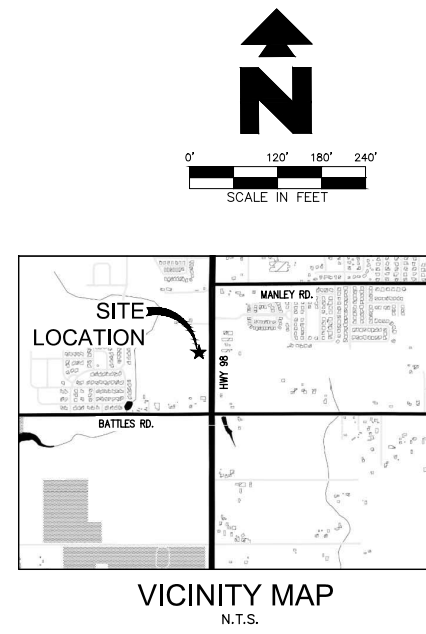 N
0' 120' 180' 240'
SCALE IN FEET
MANLEY RD.
SITE
LOCATION
HWY 98
BATTLES RD.
VICINITY MAP
N.T.S.